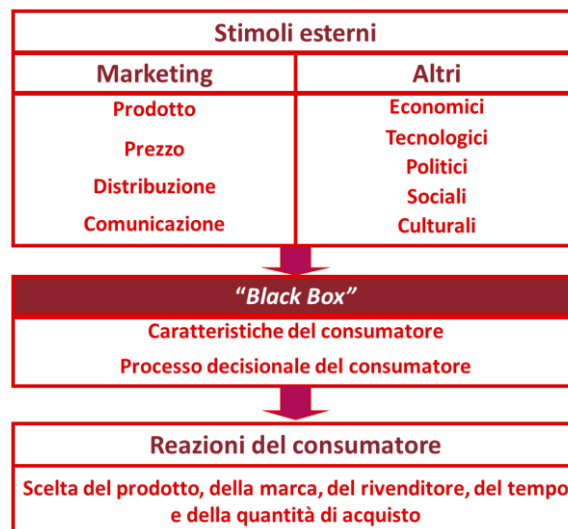 Stimoli esterni
Marketing
Prodotto
Prezzo
Distribuzione
Comunicazione
Altri
Economici
Tecnologici
Politici
Sociali
Culturali
“Black Box”
Caratteristiche del consumatore
Processo decisionale del consumatore
Reazioni del consumatore
Scelta del prodotto, della marca, del rivenditore, del tempo
e della quantità di acquisto